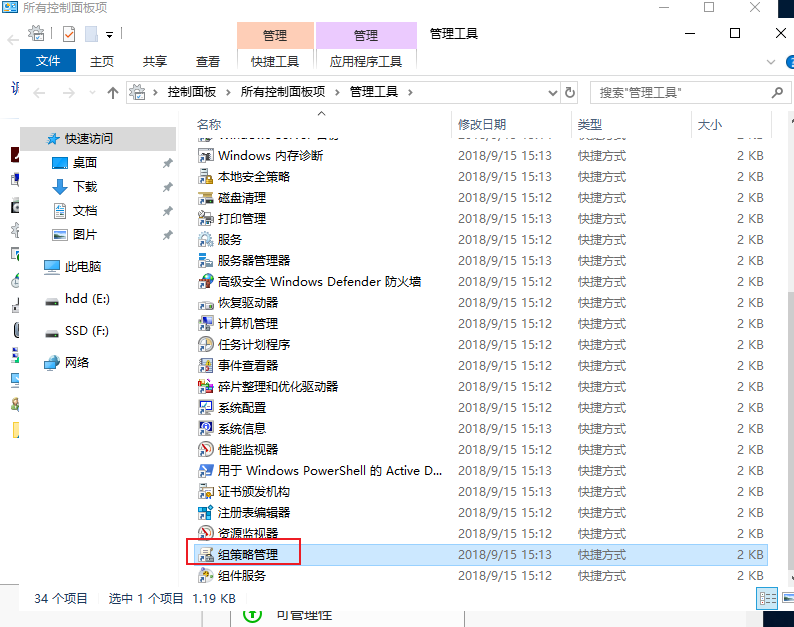 所有控制面板项
管理 管理 管理工具
文件 主页 共享 查看 快捷工具 应用程序工具
控制面板 › 所有控制面板项 › 管理工具 ›
搜索"管理工具"
名称 修改日期 类型 大小
快速访问
桌面
下载
文档
图片
此电脑
hdd (E:)
SSD (F:)
网络
Windows 内存诊断 2018/9/15 15:13 快捷方式 2 KB
本地安全策略 2018/9/15 15:13 快捷方式 2 KB
磁盘清理 2018/9/15 15:12 快捷方式 2 KB
打印管理 2018/9/15 15:13 快捷方式 2 KB
服务 2018/9/15 15:12 快捷方式 2 KB
服务器管理器 2018/9/15 15:13 快捷方式 2 KB
高级安全 Windows Defender 防火墙 2018/9/15 15:12 快捷方式 2 KB
恢复驱动器 2018/9/15 15:12 快捷方式 2 KB
计算机管理 2018/9/15 15:12 快捷方式 2 KB
任务计划程序 2018/9/15 15:12 快捷方式 2 KB
事件查看器 2018/9/15 15:12 快捷方式 2 KB
碎片整理和优化驱动器 2018/9/15 15:12 快捷方式 2 KB
系统配置 2018/9/15 15:12 快捷方式 2 KB
系统信息 2018/9/15 15:12 快捷方式 2 KB
性能监视器 2018/9/15 15:12 快捷方式 2 KB
用于 Windows PowerShell 的 Active D... 2018/9/15 15:13 快捷方式 2 KB
证书颁发机构 2018/9/15 15:13 快捷方式 2 KB
注册表编辑器 2018/9/15 15:12 快捷方式 2 KB
资源监视器 2018/9/15 15:12 快捷方式 2 KB
组策略管理 2018/9/15 15:13 快捷方式 2 KB
组件服务 2018/9/15 15:12 快捷方式 2 KB
34 个项目 选中 1 个项目 1.19 KB
可管理性